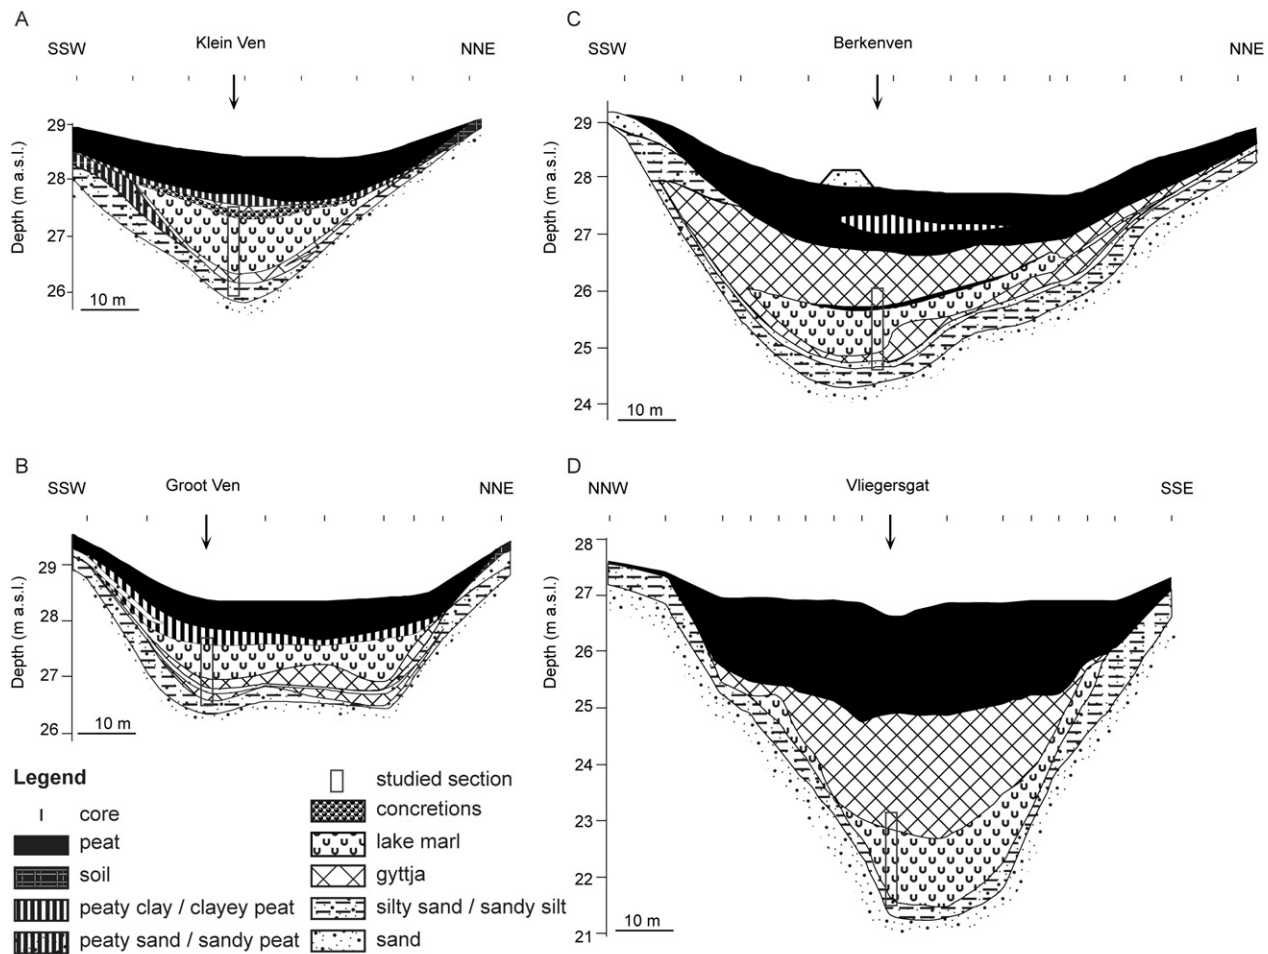 A
Klein Ven
SSW
NNE
Depth (m a.s.l.)
29
28
27
26
10 m
C
Berkenven
SSW
NNE
Depth (m a.s.l.)
29
28
27
26
25
24
10 m
B
Groot Ven
SSW
NNE
Depth (m a.s.l.)
29
28
27
26
10 m
D
Vliegersgat
NNW
SSE
Depth (m a.s.l.)
28
27
26
25
24
23
22
21
10 m
Legend
core
peat
soil
peaty clay / clayey peat
peaty sand / sandy peat
studied section
concretions
lake marl
gyttja
silty sand / sandy silt
sand